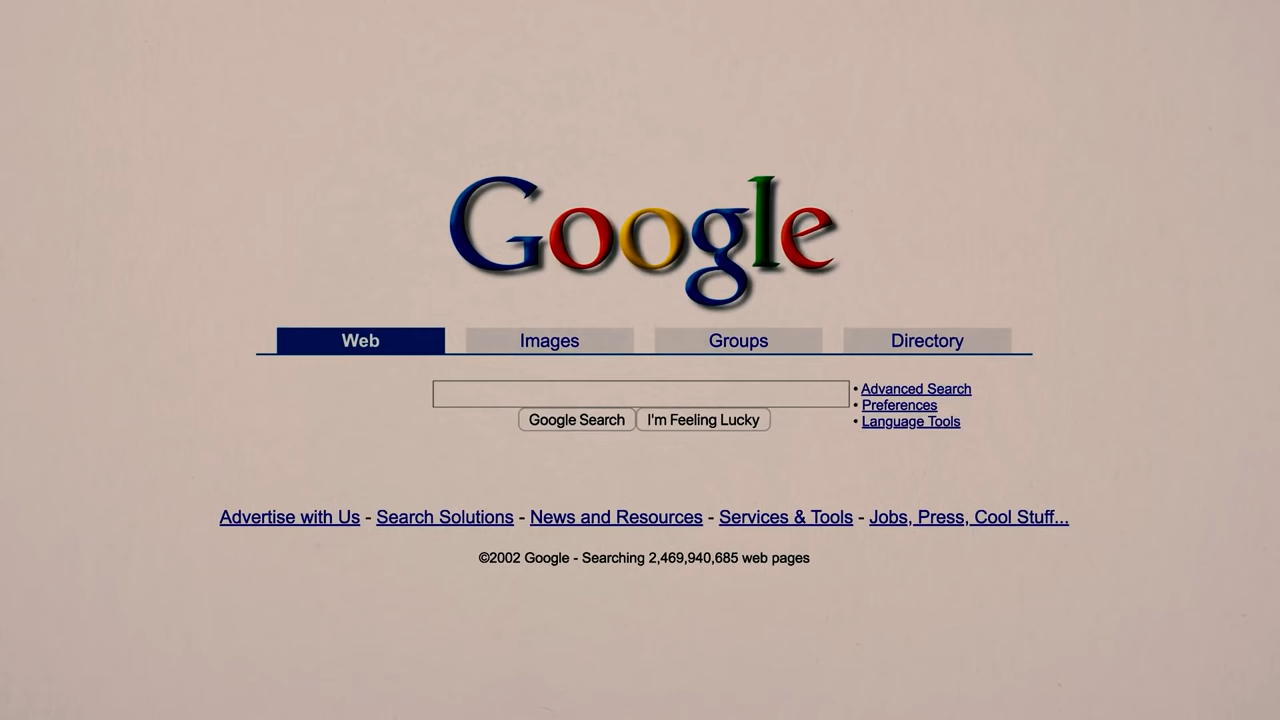 Google
Web Images Groups Directory
• Advanced Search
• Preferences
• Language Tools
Google Search I'm Feeling Lucky
Advertise with Us - Search Solutions - News and Resources - Services & Tools - Jobs, Press, Cool Stuff...
©2002 Google - Searching 2,469,940,685 web pages